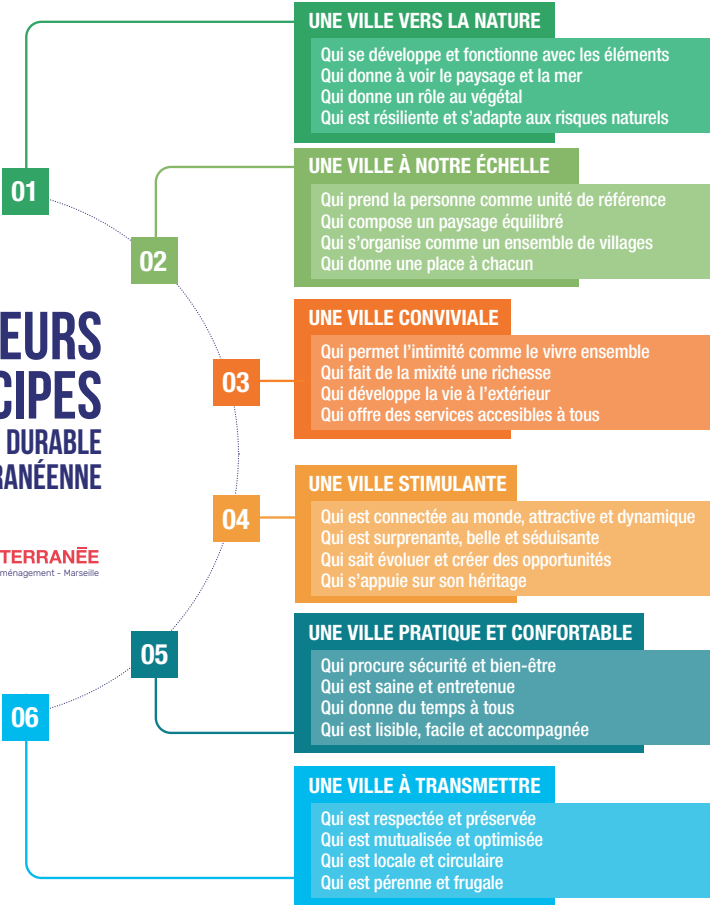 01
UNE VILLE VERS LA NATURE
Qui se développe et fonctionne avec les éléments
Qui donne à voir le paysage et la mer
Qui donne un rôle au végétal
Qui est résiliente et s’adapte aux risques naturels
02
UNE VILLE À NOTRE ÉCHELLE
Qui prend la personne comme unité de référence
Qui compose un paysage équilibré
Qui s’organise comme un ensemble de villages
Qui donne une place à chacun
EURS
CIPES
DURABLE
RANÉENNE
TERRANĒE
ménagement - Marseille
03
UNE VILLE CONVIVIALE
Qui permet l’intimité comme le vivre ensemble
Qui fait de la mixité une richesse
Qui développe la vie à l’extérieur
Qui offre des services accesibles à tous
04
UNE VILLE STIMULANTE
Qui est connectée au monde, attractive et dynamique
Qui est surprenante, belle et séduisante
Qui sait évoluer et créer des opportunités
Qui s’appuie sur son héritage
05
UNE VILLE PRATIQUE ET CONFORTABLE
Qui procure sécurité et bien-être
Qui est saine et entretenue
Qui donne du temps à tous
Qui est lisible, facile et accompagnée
06
UNE VILLE À TRANSMETTRE
Qui est respectée et préservée
Qui est mutualisée et optimisée
Qui est locale et circulaire
Qui est pérenne et frugale